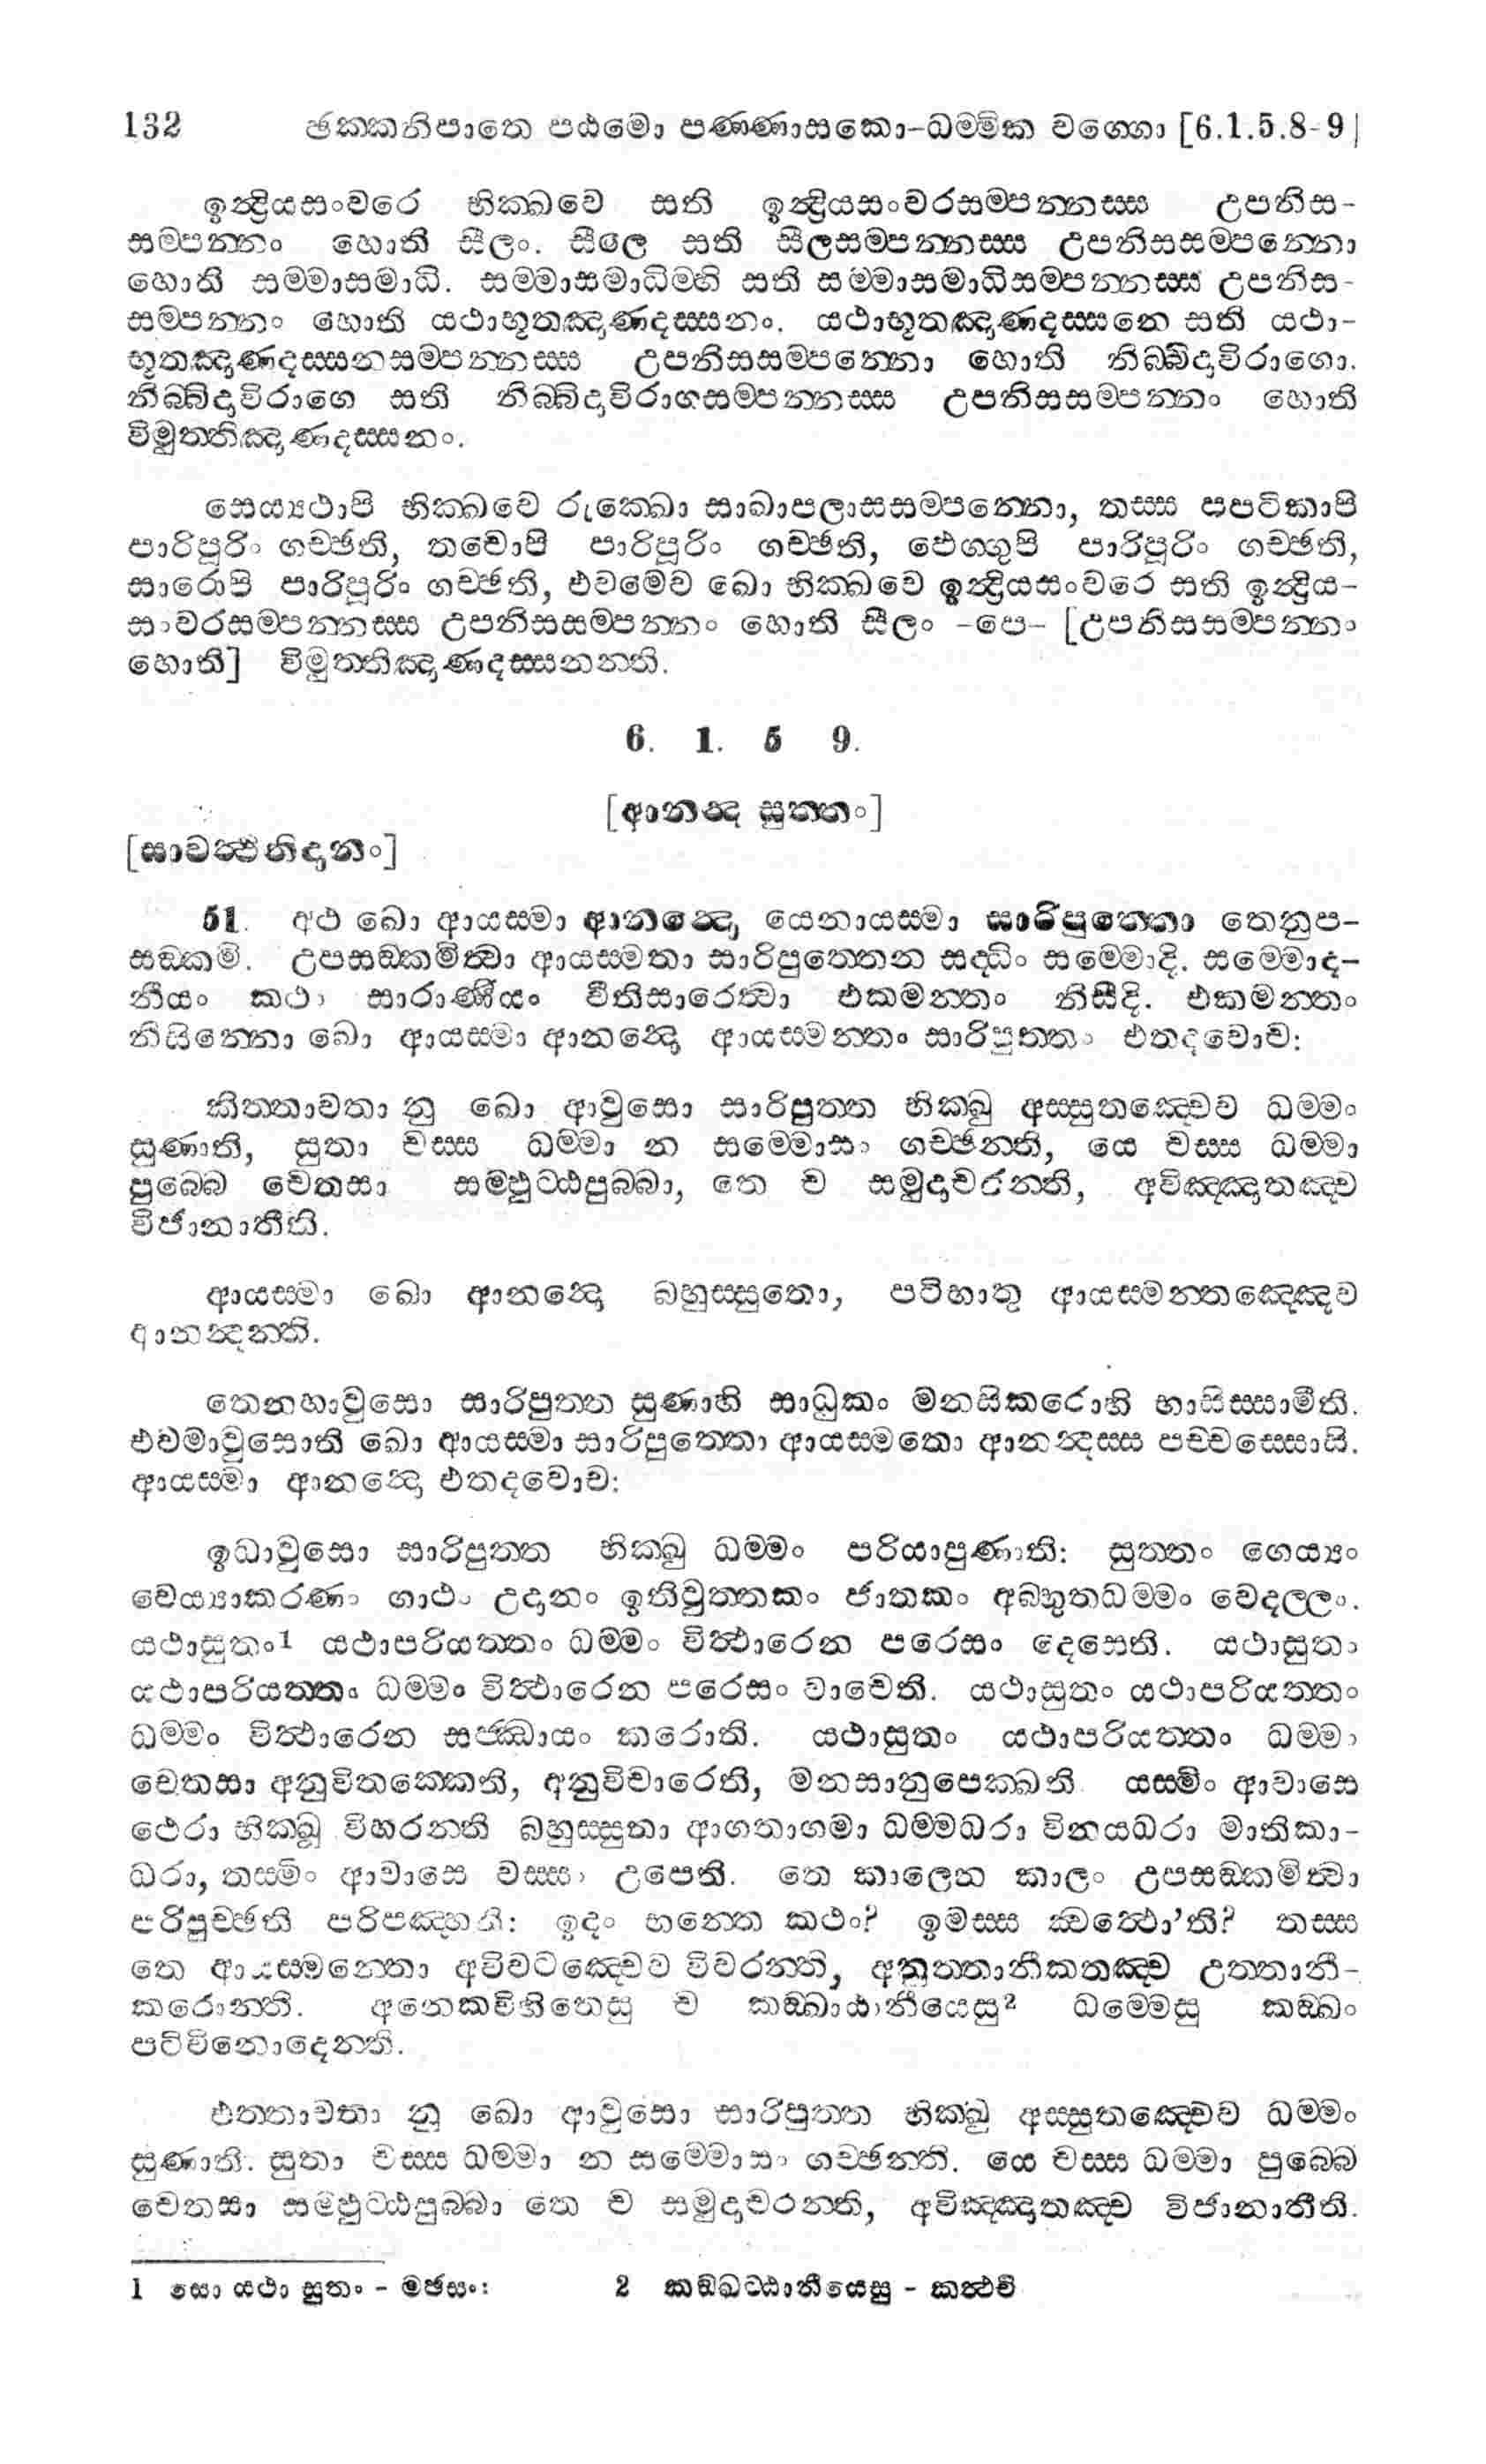 132 ඡක්කනිපාතෙ පඨමො පණ්ණාසකො-ධම්මික වග්ගො [6.1.5.8-9]
ඉන්ද්‍රියසංවරෙ භික්ඛවෙ සති ඉන්ද්‍රියසංවරසම්පන්නස්ස උපනිස-
සම්පන්නං හොති සීලං. සීලෙ සති සීලසම්පන්නස්ස උපනිසසම්පන්නො
හොති සම්මාසමාධි. සම්මාසමාධිම්හි සති සම්මාසමාධිසම්පන්නස්ස උපනිස-
සම්පන්නං හොති යථාභූතඤාණදස්සනං. යථාභූතඤාණදස්සනෙ සති යථා-
භූතඤාණදස්සනසම්පන්නස්ස උපනිසසම්පන්නො හොති නිබ්බිදාවිරාගො.
නිබ්බිදාවිරාගෙ සති නිබ්බිදාවිරාගසම්පන්නස්ස උපනිසසම්පන්නං හොති
විමුත්තිඤාණදස්සනං.
සෙය්‍යථාපි භික්ඛවෙ රුක්ඛො සාඛාපලාසසම්පන්නො, තස්ස පපටිකාපි
පාරිපූරිං ගච්ඡති, තචොපි පාරිපූරිං ගච්ඡති, ඵෙග්ගුපි පාරිපූරිං ගච්ඡති,
සාරොපි පාරිපූරිං ගච්ඡති, එවමෙව ඛො භික්ඛවෙ ඉන්ද්‍රියසංවරෙ සති ඉන්ද්‍රිය-
සංවරසම්පන්නස්ස උපනිසසම්පන්නං හොති සීලං -පෙ- [උපනිසසම්පන්නං
හොති] විමුත්තිඤාණදස්සනන්ති.
6. 1. 5 9.
[ආනන්ද සුත්තං]
[සාවත්ථිනිදානං]
51. අථ ඛො ආයස්මා ආනන්දො යෙනායස්මා සාරිපුත්තො තෙනුප-
සඞ්කමි. උපසඞ්කමිත්වා ආයස්මතා සාරිපුත්තෙන සද්ධිං සම්මොදි. සම්මොද-
නීයං කථං සාරාණීයං වීතිසාරෙත්වා එකමන්තං නිසීදි. එකමන්තං
නිසින්නො ඛො ආයස්මා ආනන්දො ආයස්මන්තං සාරිපුත්තං එතදවොච:
කිත්තාවතා නු ඛො ආවුසො සාරිපුත්ත භික්ඛු අස්සුතඤ්චෙව ධම්මං
සුණාති, සුතා චස්ස ධම්මා න සම්මොසං ගච්ඡන්ති, යෙ චස්ස ධම්මා
පුබ්බෙ චෙතසා සම්ඵුට්ඨපුබ්බා, තෙ ච සමුදාචරන්ති, අවිඤ්ඤාතඤ්ච
විජානාතීති.
ආයස්මා ඛො ආනන්දො බහුස්සුතො, පටිභාතු ආයස්මන්තඤ්ඤෙව
ආනන්දන්ති.
තෙනහාවුසො සාරිපුත්ත සුණාහි සාධුකං මනසිකරොහි භාසිස්සාමීති.
එවමාවුසොති ඛො ආයස්මා සාරිපුත්තො ආයස්මතො ආනන්දස්ස පච්චස්සොසි.
ආයස්මා ආනන්දො එතදවොච:
ඉධාවුසො සාරිපුත්ත භික්ඛු ධම්මං පරියාපුණාති: සුත්තං ගෙය්‍යං
වෙය්‍යාකරණං ගාථං උදානං ඉතිවුත්තකං ජාතකං අබ්භුතධම්මං වෙදල්ලං.
යථාසුතං1 යථාපරියත්තං ධම්මං විත්ථාරෙන පරෙසං දෙසෙති. යථාසුතං
යථාපරියත්තං ධම්මං විත්ථාරෙන පරෙසං වාචෙති. යථාසුතං යථාපරියත්තං
ධම්මං විත්ථාරෙන සජ්ඣායං කරොති. යථාසුතං යථාපරියත්තං ධම්මං
චෙතසා අනුවිතක්කෙති, අනුවිචාරෙති, මනසානුපෙක්ඛති යස්මිං ආවාසෙ
ථෙරා භික්ඛූ විහරන්ති බහුස්සුතා ආගතාගමා ධම්මධරා විනයධරා මාතිකා-
ධරා, තස්මිං ආවාසෙ වස්සං උපෙති. තෙ කාලෙන කාලං උපසඞ්කමිත්වා
පරිපුච්ඡති පරිපඤ්හති: ඉදං භන්තෙ කථං? ඉමස්ස ක්වත්ථො'ති? තස්ස
තෙ ආයස්මන්තො අවිවටඤ්චෙව විවරන්ති, අනුත්තානීකතඤ්ච උත්තානී-
කරොන්ති. අනෙකවිහිතෙසු ච කඞ්ඛාඨානීයෙසු2 ධම්මෙසු කඞ්ඛං
පටිවිනොදෙන්ති.
එත්තාවතා නු ඛො ආවුසො සාරිපුත්ත භික්ඛු අස්සුතඤ්චෙව ධම්මං
සුණාති. සුතා චස්ස ධම්මා න සම්මොසං ගච්ඡන්ති. යෙ චස්ස ධම්මා පුබ්බෙ
චෙතසා සම්ඵුට්ඨපුබ්බා තෙ ච සමුදාචරන්ති, අවිඤ්ඤාතඤ්ච විජානාතීති.
1 සො යථා සුතං - මඡසං: 2 කඞ්ඛට්ඨානීයෙසු - කත්ථචි